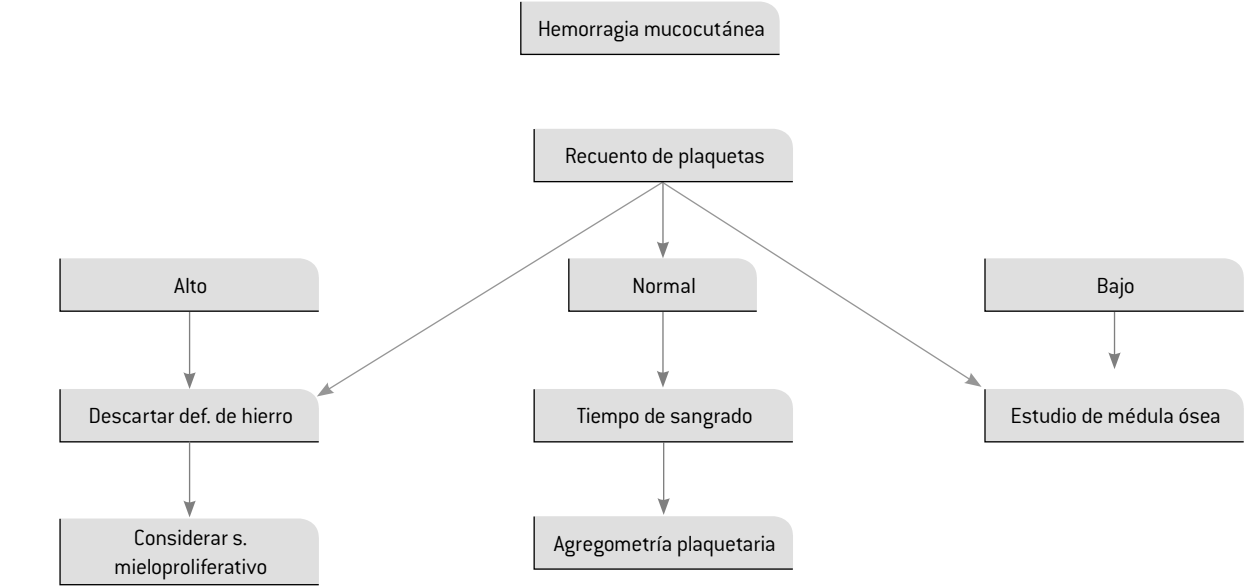 Hemorragia mucocutánea
Recuento de plaquetas
Alto
Normal
Bajo
Descartar def. de hierro
Tiempo de sangrado
Estudio de médula ósea
Considerar s.
mieloproliferativo
Agregometría plaquetaria